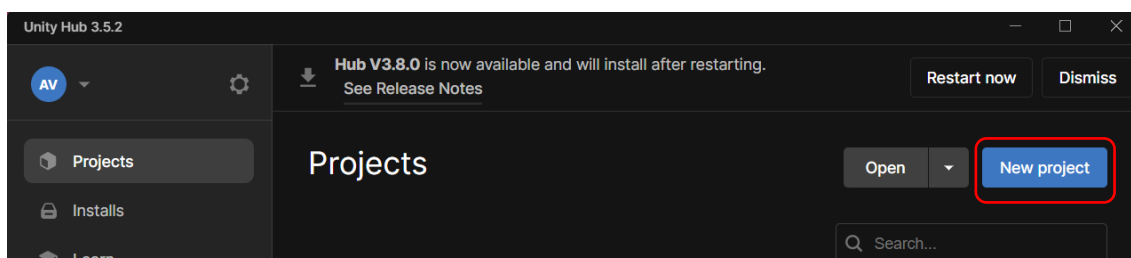 Unity Hub 3.5.2
AV
Hub V3.8.0 is now available and will install after restarting.
See Release Notes
Restart now
Dismiss
Projects
Installs
Learn
Projects
Open
New project
Search...